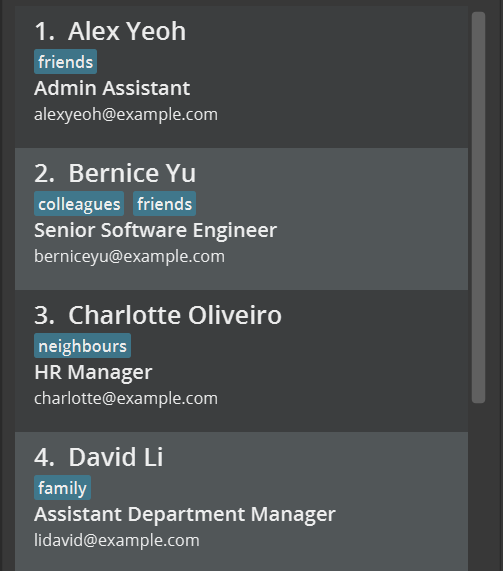 1. Alex Yeoh
friends
Admin Assistant
alexyeoh@example.com
2. Bernice Yu
colleagues friends
Senior Software Engineer
berniceyu@example.com
3. Charlotte Oliveiro
neighbours
HR Manager
charlotte@example.com
4. David Li
family
Assistant Department Manager
lidavid@example.com